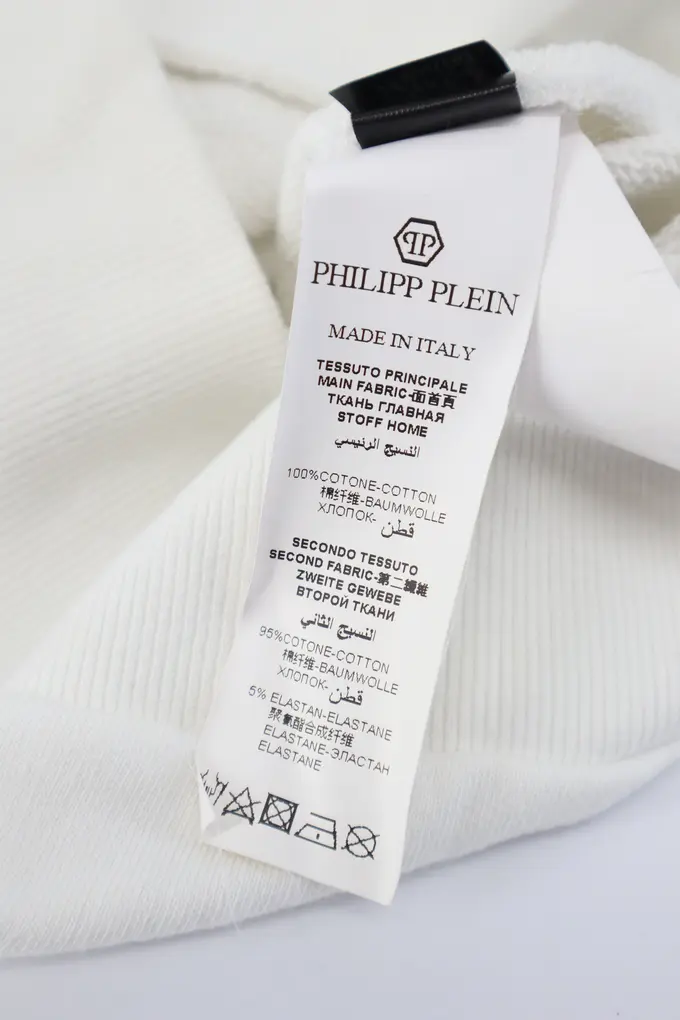 PHILIPP PLEIN
MADE IN ITALY
TESSUTO PRINCIPALE
MAIN FABRIC-面首頁
ТКАНЬ ГЛАВНАЯ
STOFF HOME
النسيج الرئيسي
100%COTONE-COTTON
棉纤维-BAUMWOLLE
ХЛОПОК-قطن
SECONDO TESSUTO
SECOND FABRIC-第二纖維
ZWEITE GEWEBE
ВТОРОЙ ТКАНИ
النسيج الثاني
95%COTONE-COTTON
棉纤维-BAUMWOLLE
ХЛОПОК-قطن
5% ELASTAN-ELASTANE
聚氨酯合成纤维
ELASTANE-ЭЛАСТАН
ELASTANE